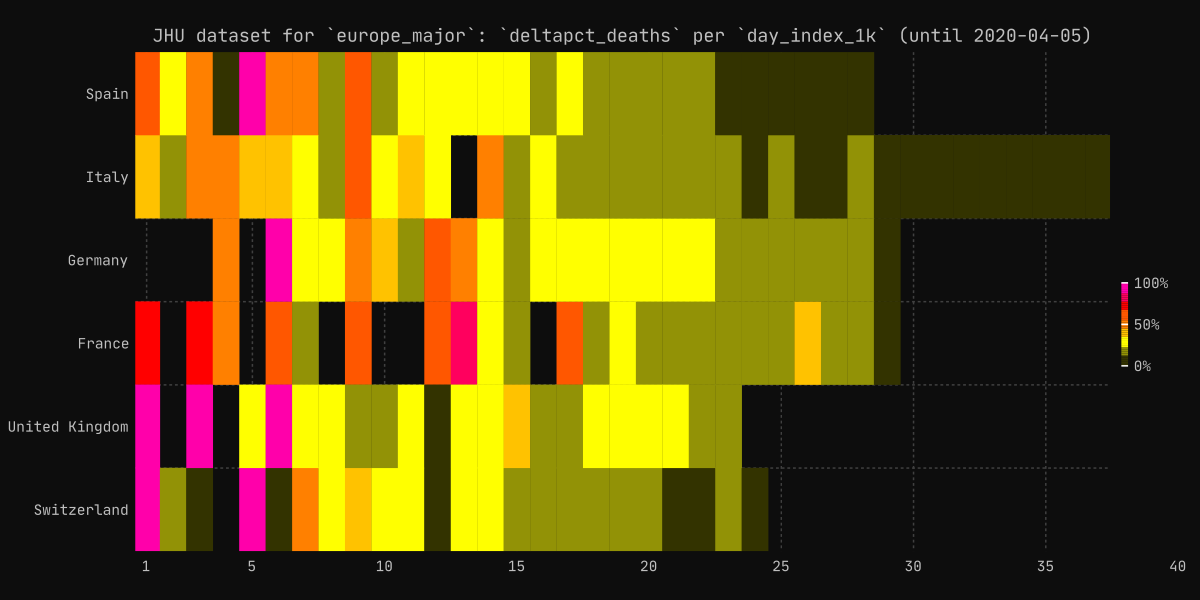 JHU dataset for `europe_major`: `deltapct_deaths` per `day_index_1k` (until 2020-04-05)
Spain
Italy
Germany
France
United Kingdom
Switzerland
100%
50%
0%
1 5 10 15 20 25 30 35 40